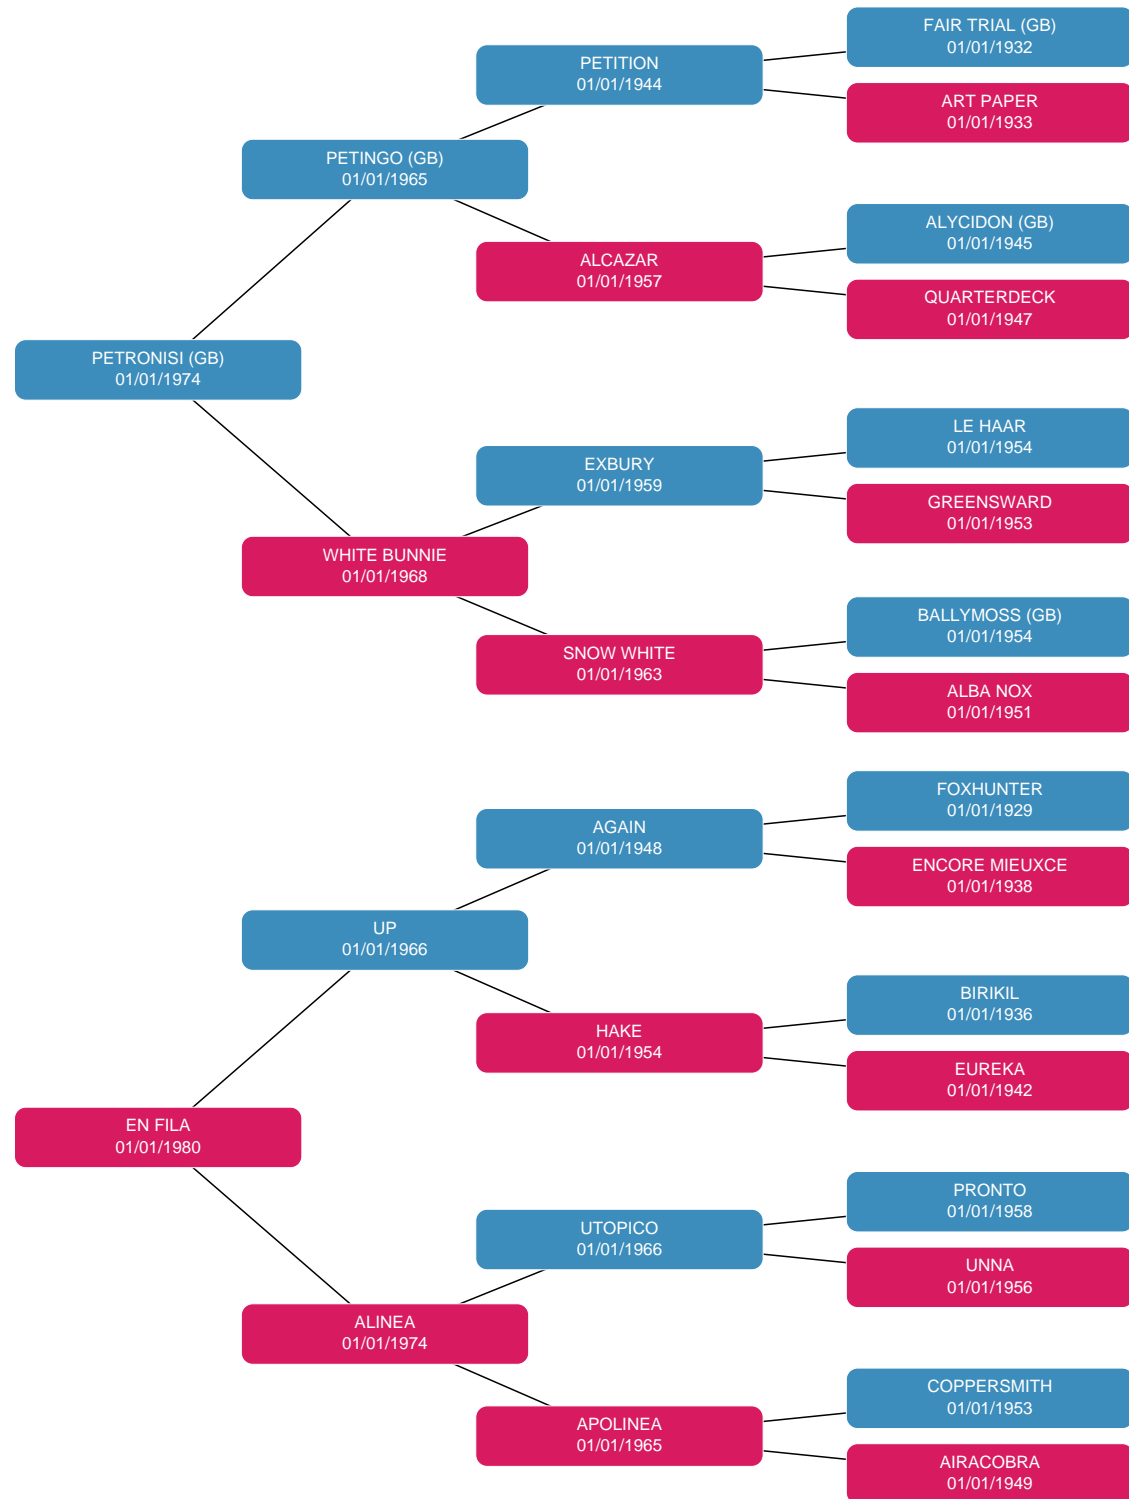 FAIR TRIAL (GB)
01/01/1932
PETITION
01/01/1944
ART PAPER
01/01/1933
PETINGO (GB)
01/01/1965
ALYCIDON (GB)
01/01/1945
ALCAZAR
01/01/1957
QUARTERDECK
01/01/1947
PETRONISI (GB)
01/01/1974
LE HAAR
01/01/1954
EXBURY
01/01/1959
GREENSWARD
01/01/1953
WHITE BUNNIE
01/01/1968
BALLYMOSS (GB)
01/01/1954
SNOW WHITE
01/01/1963
ALBA NOX
01/01/1951
FOXHUNTER
01/01/1929
AGAIN
01/01/1948
ENCORE MIEUXCE
01/01/1938
UP
01/01/1966
BIRIKIL
01/01/1936
HAKE
01/01/1954
EUREKA
01/01/1942
EN FILA
01/01/1980
PRONTO
01/01/1958
UTOPICO
01/01/1966
UNNA
01/01/1956
ALINEA
01/01/1974
COPPERSMITH
01/01/1953
APOLINEA
01/01/1965
AIRACOBRA
01/01/1949